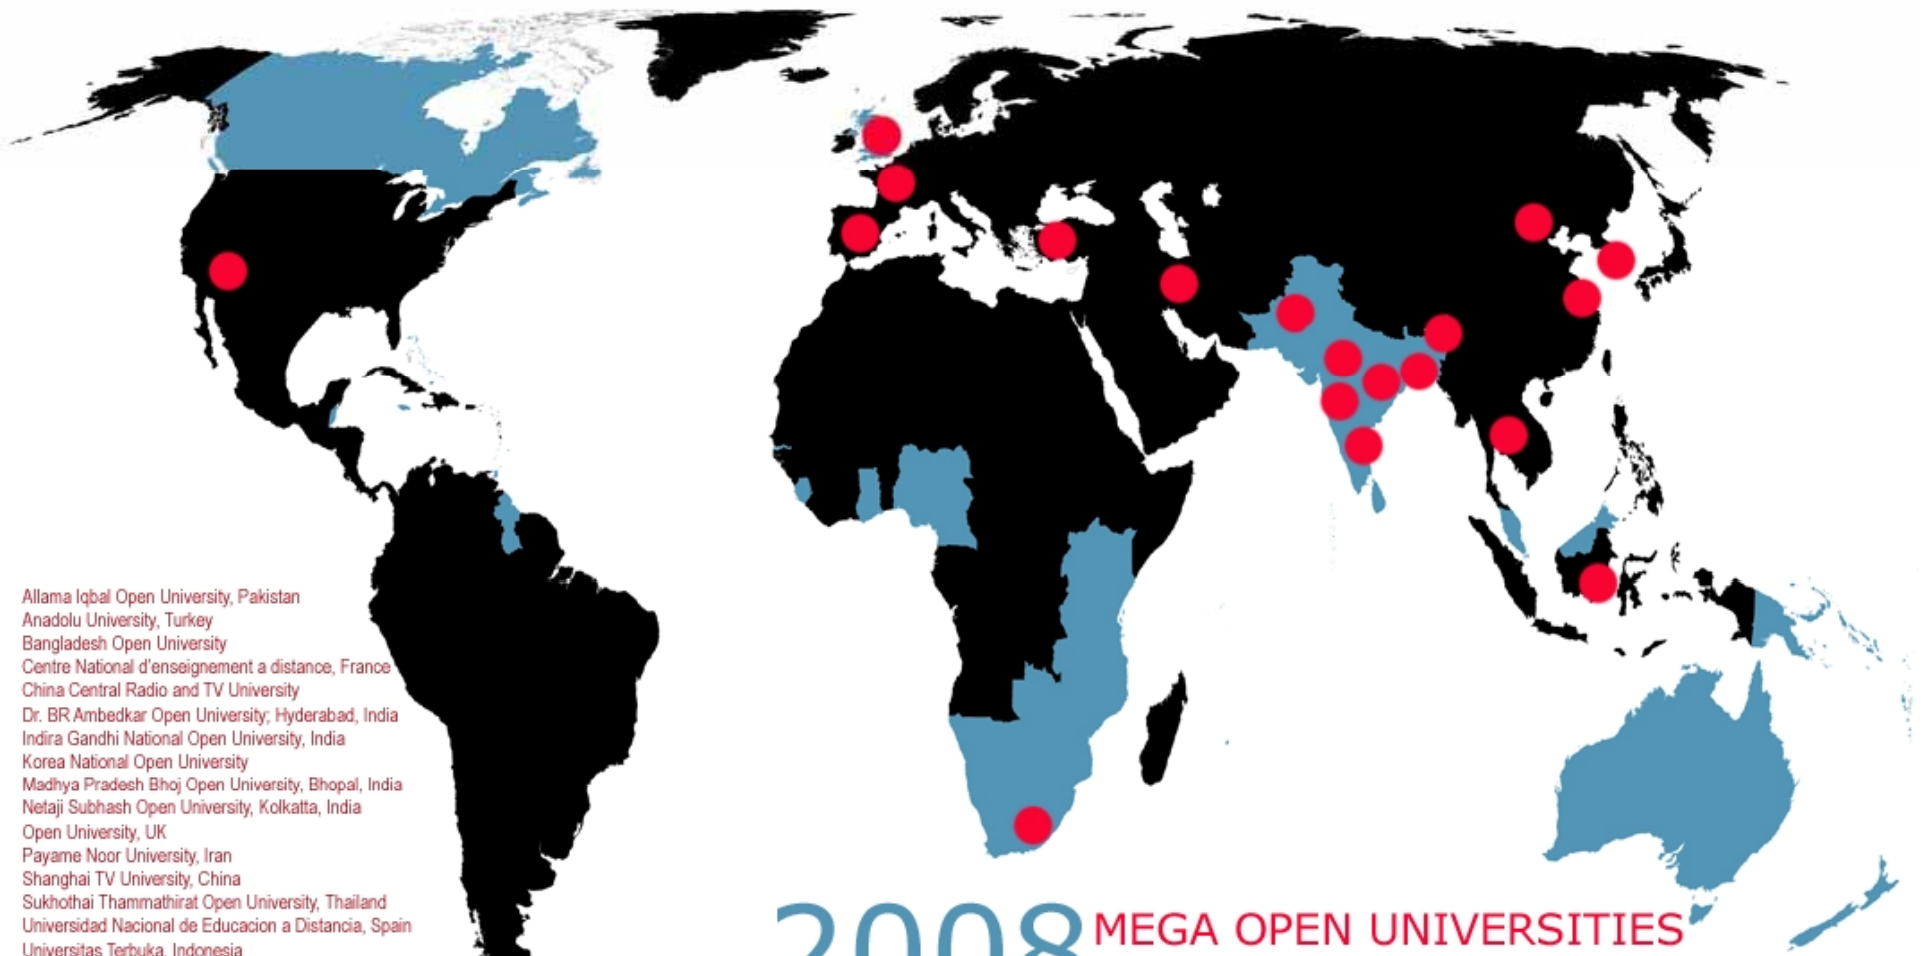 Allama Iqbal Open University, Pakistan
Anadolu University, Turkey
Bangladesh Open University
Centre National d'enseignement a distance, France
China Central Radio and TV University
Dr. BR Ambedkar Open University; Hyderabad, India
Indira Gandhi National Open University, India
Korea National Open University
Madhya Pradesh Bhoj Open University, Bhopal, India
Netaji Subhash Open University, Kolkatta, India
Open University, UK
Payame Noor University, Iran
Shanghai TV University, China
Sukhothai Thammathirat Open University, Thailand
Universidad Nacional de Educacion a Distancia, Spain
Universitas Terbuka, Indonesia
2008 MEGA OPEN UNIVERSITIES